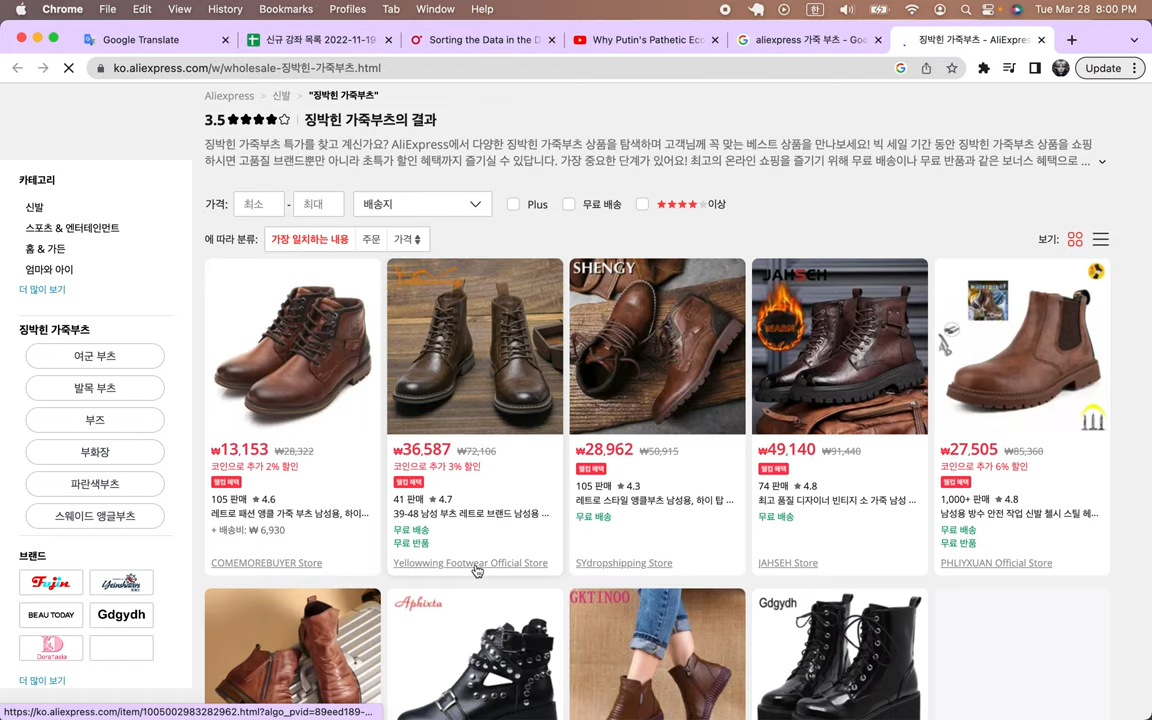 Chrome File Edit View History Bookmarks Profiles Tab Window Help
한
Tue Mar 28 8:00 PM
Google Translate
신규 강좌 목록 2022-11-19
Sorting the Data in the D
Why Putin's Pathetic Ec
aliexpress 가죽 부츠 - Goo
징박힌 가죽부츠 - AliExpres
ko.aliexpress.com/w/wholesale-징박힌-가죽부츠.html
Update
Aliexpress > 신발 > "징박힌 가죽부츠"
3.5 징박힌 가죽부츠의 결과
징박힌 가죽부츠 특가를 찾고 계신가요? AliExpress에서 다양한 징박힌 가죽부츠 상품을 탐색하며 고객님께 꼭 맞는 베스트 상품을 만나보세요! 빅 세일 기간 동안 징박힌 가죽부츠 상품을 쇼핑
하시면 고품질 브랜드뿐만 아니라 초특가 할인 혜택까지 즐기실 수 있답니다. 가장 중요한 단계가 있어요! 최고의 온라인 쇼핑을 즐기기 위해 무료 배송이나 무료 반품과 같은 보너스 혜택으로 ...
가격: 최소 - 최대 배송지 Plus 무료 배송 ★★★★★이상
에 따라 분류: 가장 일치하는 내용 주문 가격
보기:
카테고리
신발
스포츠 & 엔터테인먼트
홈 & 가든
엄마와 아이
더 많이 보기
징박힌 가죽부츠
여군 부츠
발목 부츠
부즈
부화장
파란색부츠
스웨이드 앵글부츠
브랜드
Fujin
Yeinshaars
BEAU TODAY
Gdgydh
Doratasia
더 많이 보기
₩13,153 ₩28,322
코인으로 추가 2% 할인
웰컴 혜택
105 판매 ★4.6
레트로 패션 앵클 가죽 부츠 남성용, 하이...
+ 배송비: ₩ 6,930
COMEMOREBUYER Store
₩36,587 ₩72,106
코인으로 추가 3% 할인
웰컴 혜택
41 판매 ★4.7
39-48 남성 부츠 레트로 브랜드 남성용 ...
무료 배송
무료 반품
Yellowwing Footwear Official Store
SHENGY
₩28,962 ₩50,915
웰컴 혜택
105 판매 ★4.3
레트로 스타일 앵클부츠 남성용, 하이 탑 ...
무료 배송
SYdropshipping Store
JAHSEH
WARM
₩49,140 ₩91,440
웰컴 혜택
74 판매 ★4.8
최고 품질 디자이너 빈티지 소 가죽 남성 ...
무료 배송
JAHSEH Store
waterproof
₩27,505 ₩85,360
코인으로 추가 6% 할인
웰컴 혜택
1,000+ 판매 ★4.8
남성용 방수 안전 작업 신발 첼시 스틸 헤...
무료 배송
무료 반품
PHLIYXUAN Official Store
Aphixta
GKTINOO
Gdgydh
https://ko.aliexpress.com/item/1005002983282962.html?algo_pvid=89eed189-...